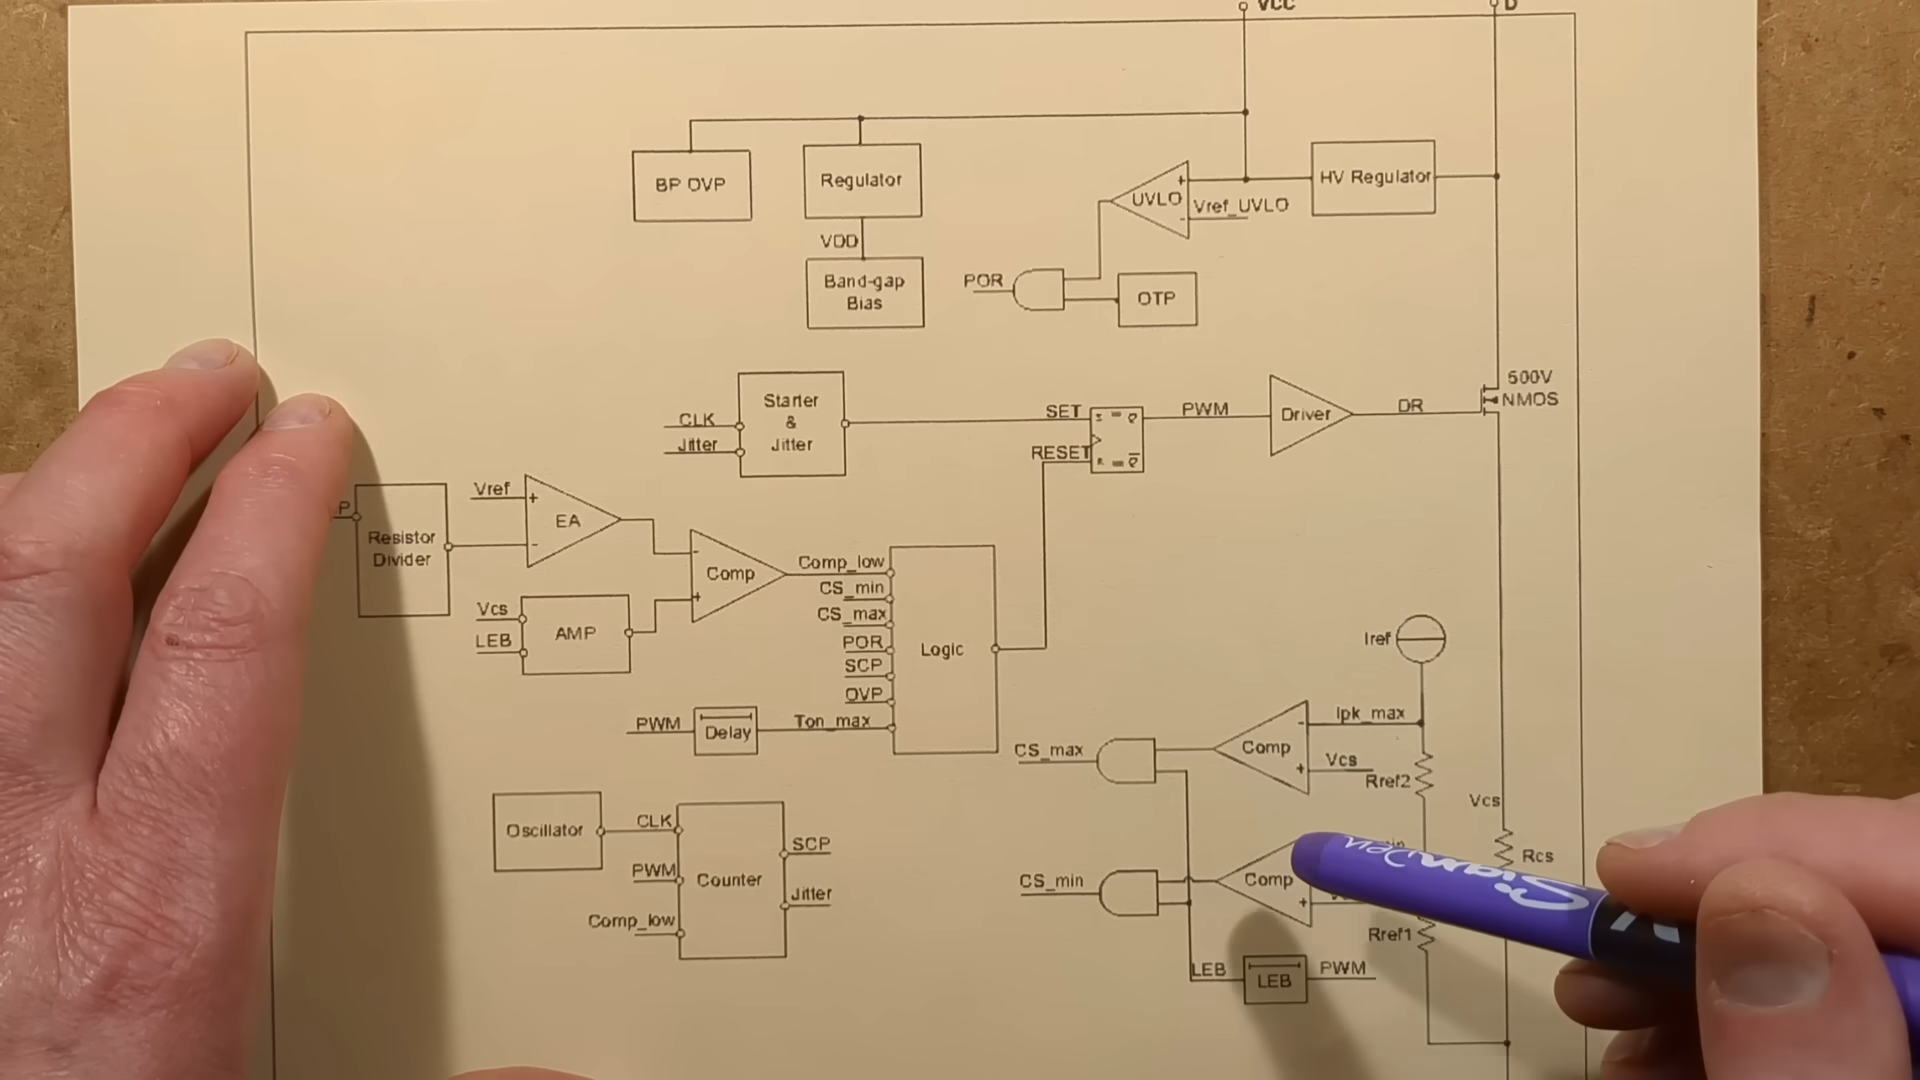 VCC
D
BP OVP
Regulator
UVLO
+
-
Vref_UVLO
HV Regulator
VDD
Band-gap
Bias
POR
OTP
CLK
Jitter
Starter
&
Jitter
SET
RESET
PWM
Driver
DR
500V
NMOS
P
Resistor
Divider
Vref
+
-
EA
Vcs
LEB
AMP
-
+
Comp
Comp_low
CS_min
CS_max
POR
SCP
OVP
Ton_max
Logic
PWM
Delay
Iref
Ipk_max
Vcs
-
+
Comp
CS_max
Rref2
Vcs
Rcs
Oscillator
CLK
PWM
Comp_low
Counter
SCP
Jitter
CS_min
Comp
+
Rref1
LEB
LEB
PWM